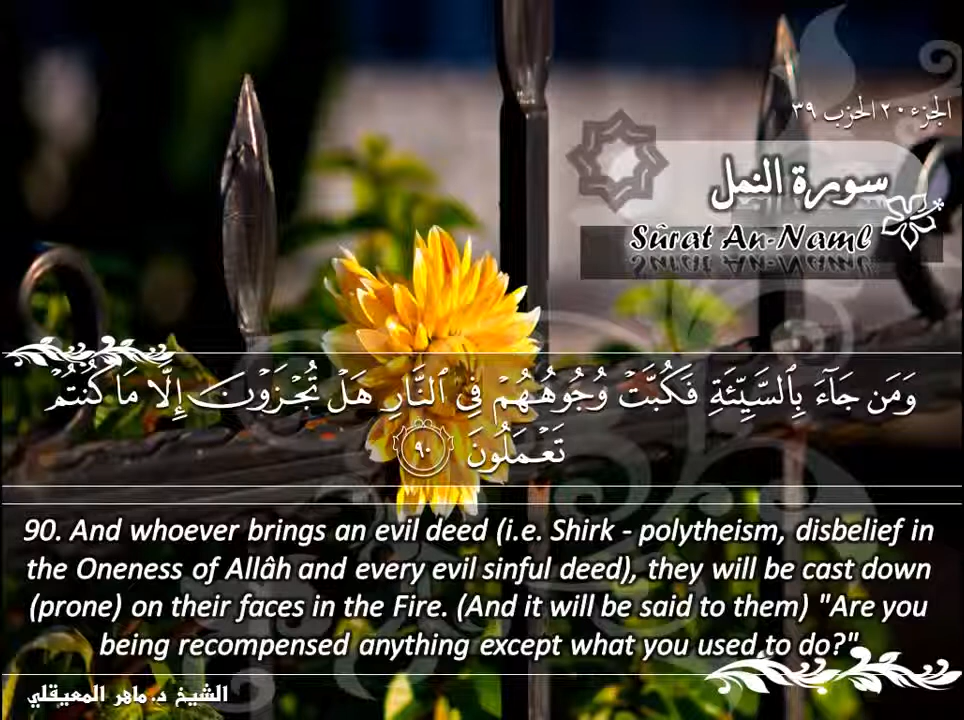 الجزء ٢٠ الحزب ٣٩
سورة النمل
Sûrat An-Naml
وَمَن جَآءَ بِٱلسَّيِّئَةِ فَكُبَّتْ وُجُوهُهُمْ فِى ٱلنَّارِ هَلْ تُجْزَوْنَ إِلَّا مَا كُنتُمْ
تَعْمَلُونَ ٩٠
90. And whoever brings an evil deed (i.e. Shirk - polytheism, disbelief in
the Oneness of Allâh and every evil sinful deed), they will be cast down
(prone) on their faces in the Fire. (And it will be said to them) "Are you
being recompensed anything except what you used to do?"
الشيخ د. ماهر المعيقلي